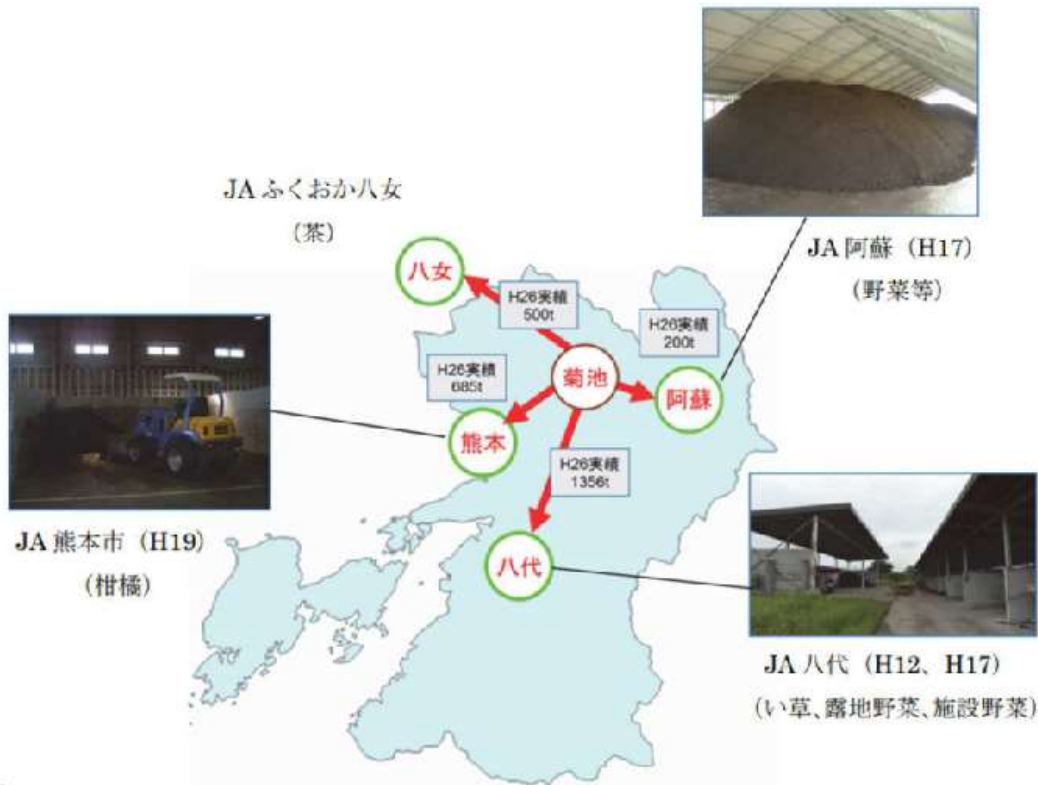 JA ふくおか八女
(茶)
JA 阿蘇 (H17)
(野菜等)
八女
H26実績
500t
H26実績
200t
菊池
阿蘇
H26実績
685t
熊本
H26実績
1356t
八代
JA 熊本市 (H19)
(柑橘)
JA 八代 (H12、H17)
(い草、露地野菜、施設野菜)